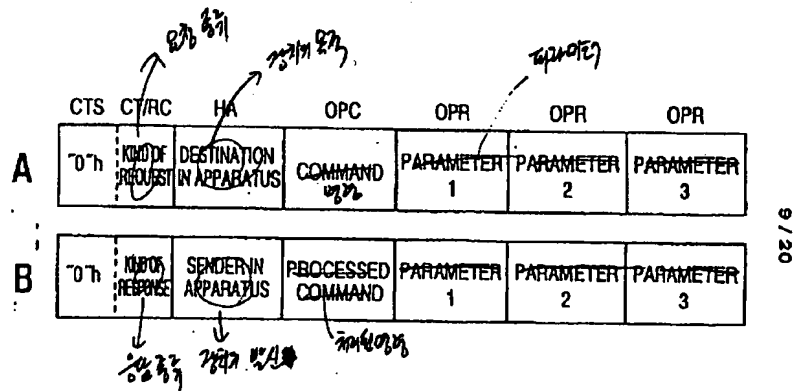 요청 종류
장치의 목적
파라미터
CTS CT/RC HA OPC OPR OPR OPR
A "0"h KIND OF REQUEST DESTINATION IN APPARATUS COMMAND 명령 PARAMETER 1 PARAMETER 2 PARAMETER 3
B "0"h KIND OF RESPONSE SENDER IN APPARATUS PROCESSED COMMAND PARAMETER 1 PARAMETER 2 PARAMETER 3
응답 종류
처리된 명령
9 / 20